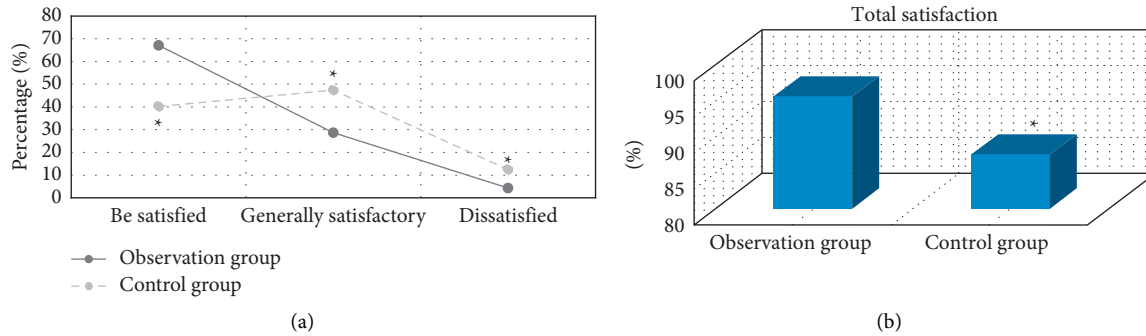 80
70
60
50
40
30
20
10
0
Percentage (%)
*
*
*
Be satisfied
Generally satisfactory
Dissatisfied
Observation group
Control group
(a)
Total satisfaction
100
95
90
85
80
(%)
*
Observation group
Control group
(b)